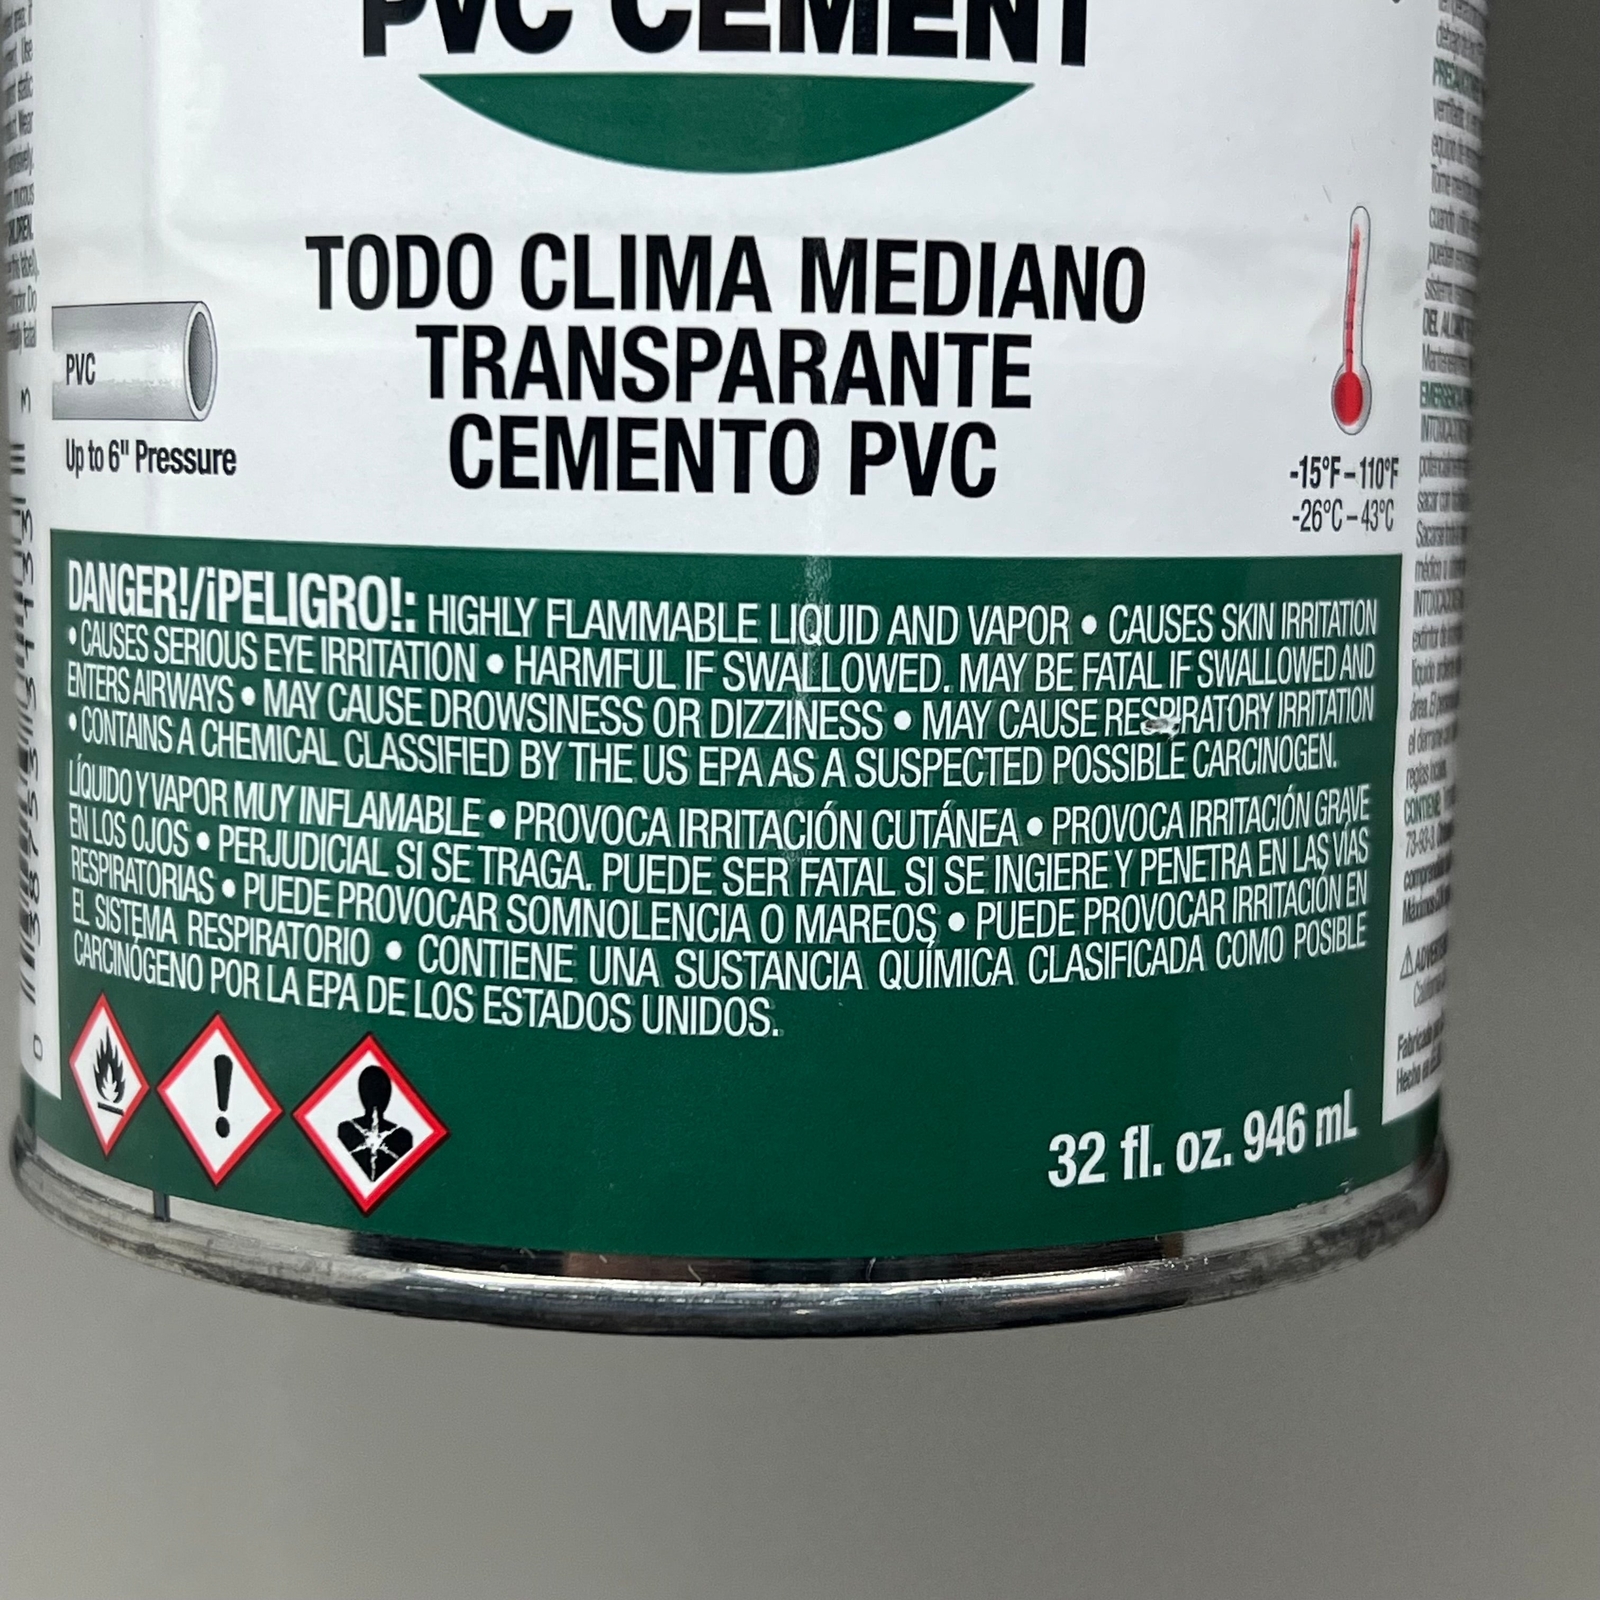 PVC CEMENT
TODO CLIMA MEDIANO
TRANSPARANTE
CEMENTO PVC
PVC
Up to 6" Pressure
-15°F – 110°F
-26°C – 43°C
DANGER!/¡PELIGRO!: HIGHLY FLAMMABLE LIQUID AND VAPOR • CAUSES SKIN IRRITATION
• CAUSES SERIOUS EYE IRRITATION • HARMFUL IF SWALLOWED. MAY BE FATAL IF SWALLOWED AND
ENTERS AIRWAYS • MAY CAUSE DROWSINESS OR DIZZINESS • MAY CAUSE RESPIRATORY IRRITATION
• CONTAINS A CHEMICAL CLASSIFIED BY THE US EPA AS A SUSPECTED POSSIBLE CARCINOGEN.
LÍQUIDO Y VAPOR MUY INFLAMABLE • PROVOCA IRRITACIÓN CUTÁNEA • PROVOCA IRRITACIÓN GRAVE
EN LOS OJOS • PERJUDICIAL SI SE TRAGA. PUEDE SER FATAL SI SE INGIERE Y PENETRA EN LAS VÍAS
RESPIRATORIAS • PUEDE PROVOCAR SOMNOLENCIA O MAREOS • PUEDE PROVOCAR IRRITACIÓN EN
EL SISTEMA RESPIRATORIO • CONTIENE UNA SUSTANCIA QUÍMICA CLASIFICADA COMO POSIBLE
CARCINÓGENO POR LA EPA DE LOS ESTADOS UNIDOS.
32 fl. oz. 946 mL